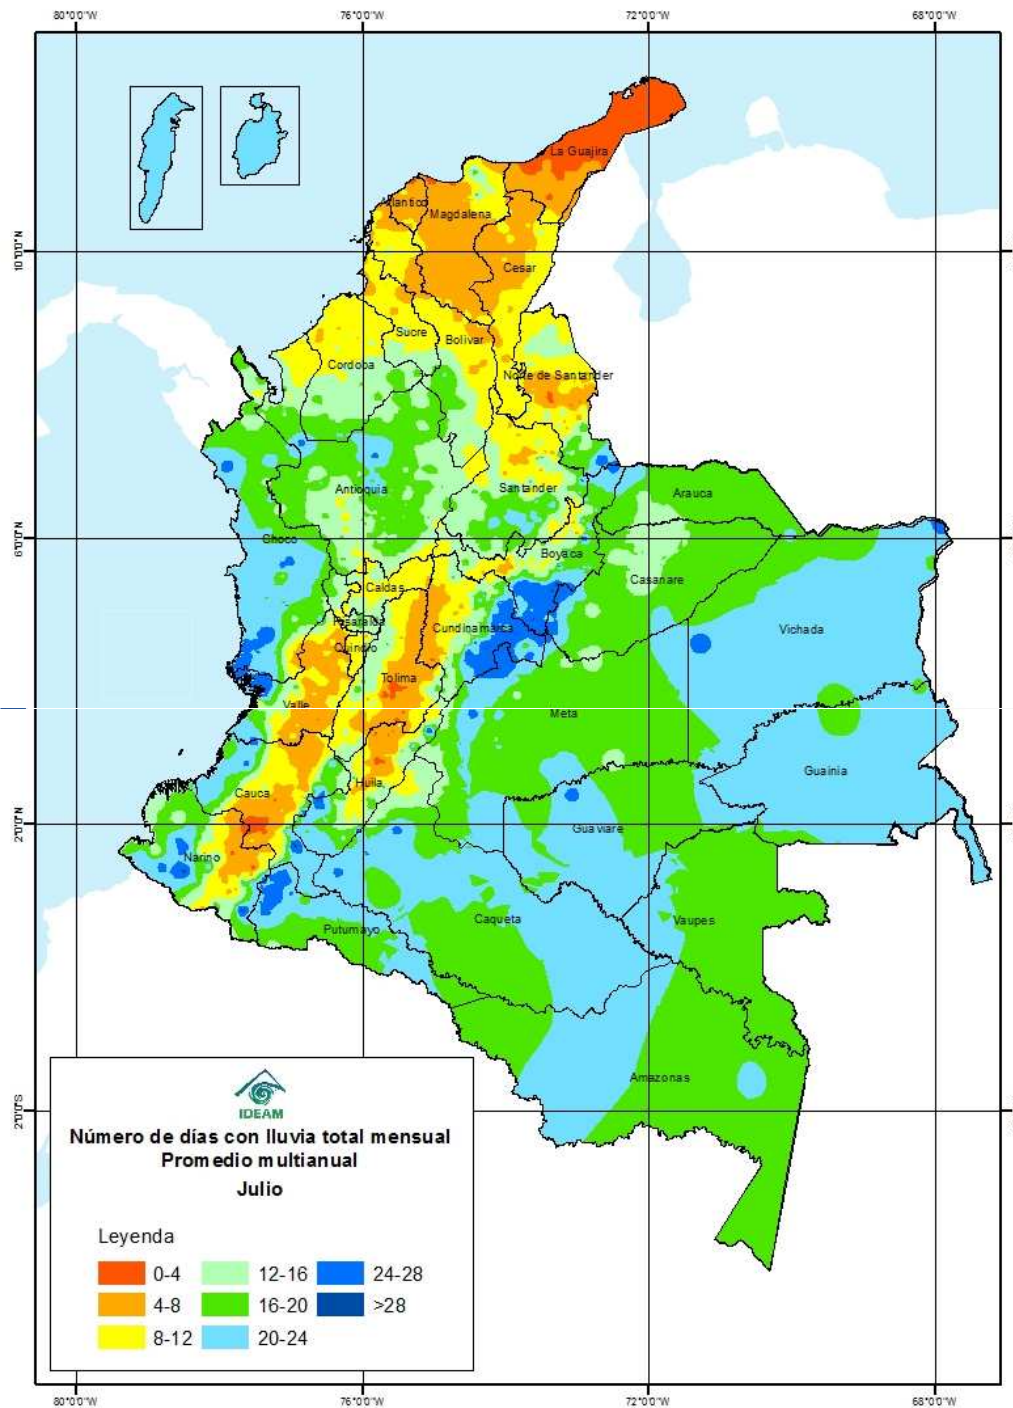 80°0'0"W 76°0'0"W 72°0'0"W 68°0'0"W
La Guajira
Magdalena
10°0'0"N
Cesar
Sucre
Bolivar
Cordoba
Norte de Santander
Antioquia
Santander
Arauca
6°0'0"N
Choco
Boyaca
Casanare
Caldas
Risaralda
Cundinamarca
Vichada
Quindio
Tolima
Valle
Meta
Guainia
Huila
Cauca
2°0'0"N
Guaviare
Narino
Caqueta
Vaupes
Putumayo
Amazonas
2°0'0"S
IDEAM
Número de días con lluvia total mensual
Promedio multianual
Julio
Leyenda
0-4 12-16 24-28
4-8 16-20 >28
8-12 20-24
80°0'0"W 76°0'0"W 72°0'0"W 68°0'0"W